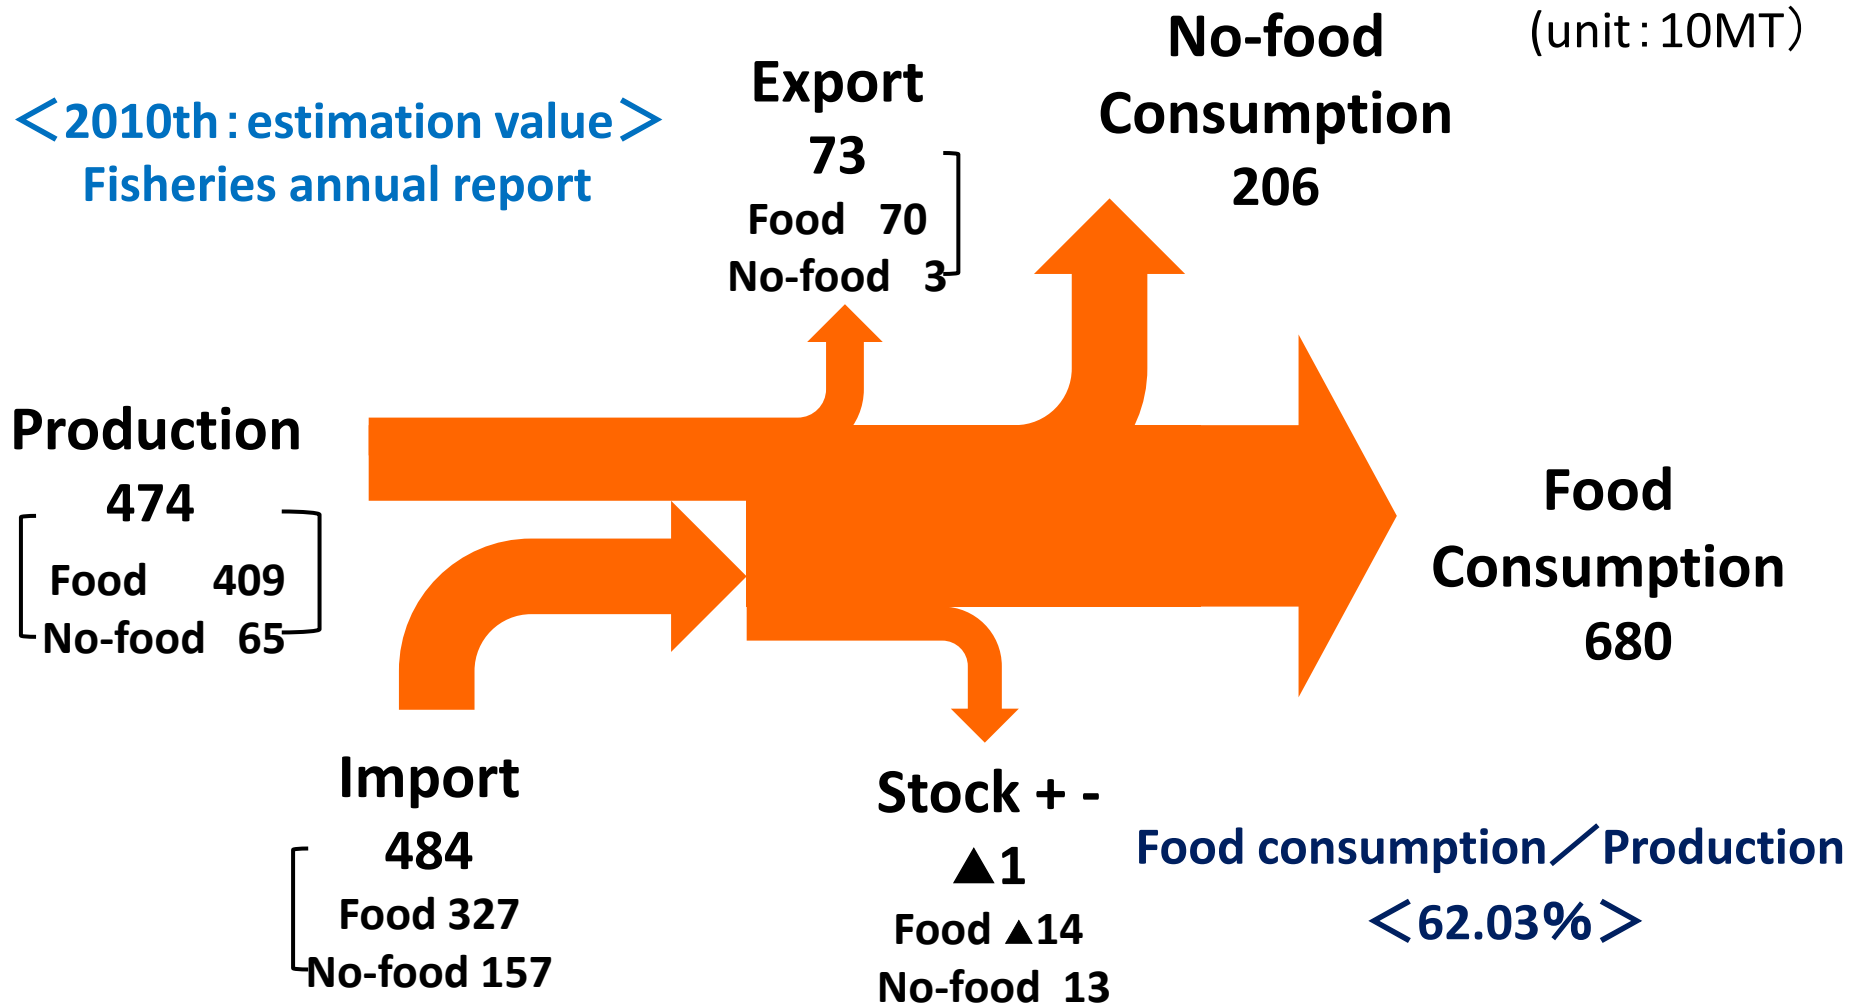 (unit：10MT）
＜2010th：estimation value＞
Fisheries annual report
Export
73
Food 70
No-food 3
No-food
Consumption
206
Production
474
Food 409
No-food 65
Food
Consumption
680
Import
484
Food 327
No-food 157
Stock + -
▲1
Food ▲14
No-food 13
Food consumption／Production
＜62.03％＞